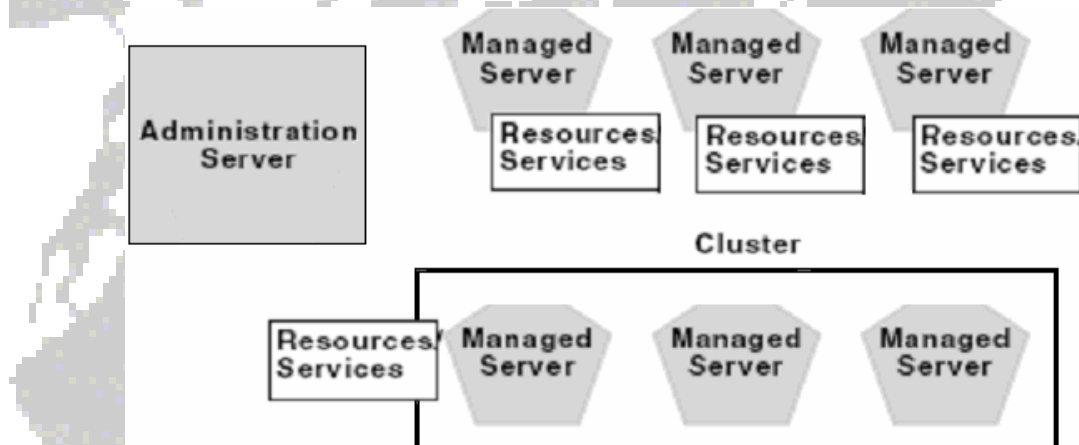 Managed
Server
Managed
Server
Managed
Server
Administration
Server
Resources/
Services
Resources/
Services
Resources/
Services
Cluster
Resources/
Services
Managed
Server
Managed
Server
Managed
Server